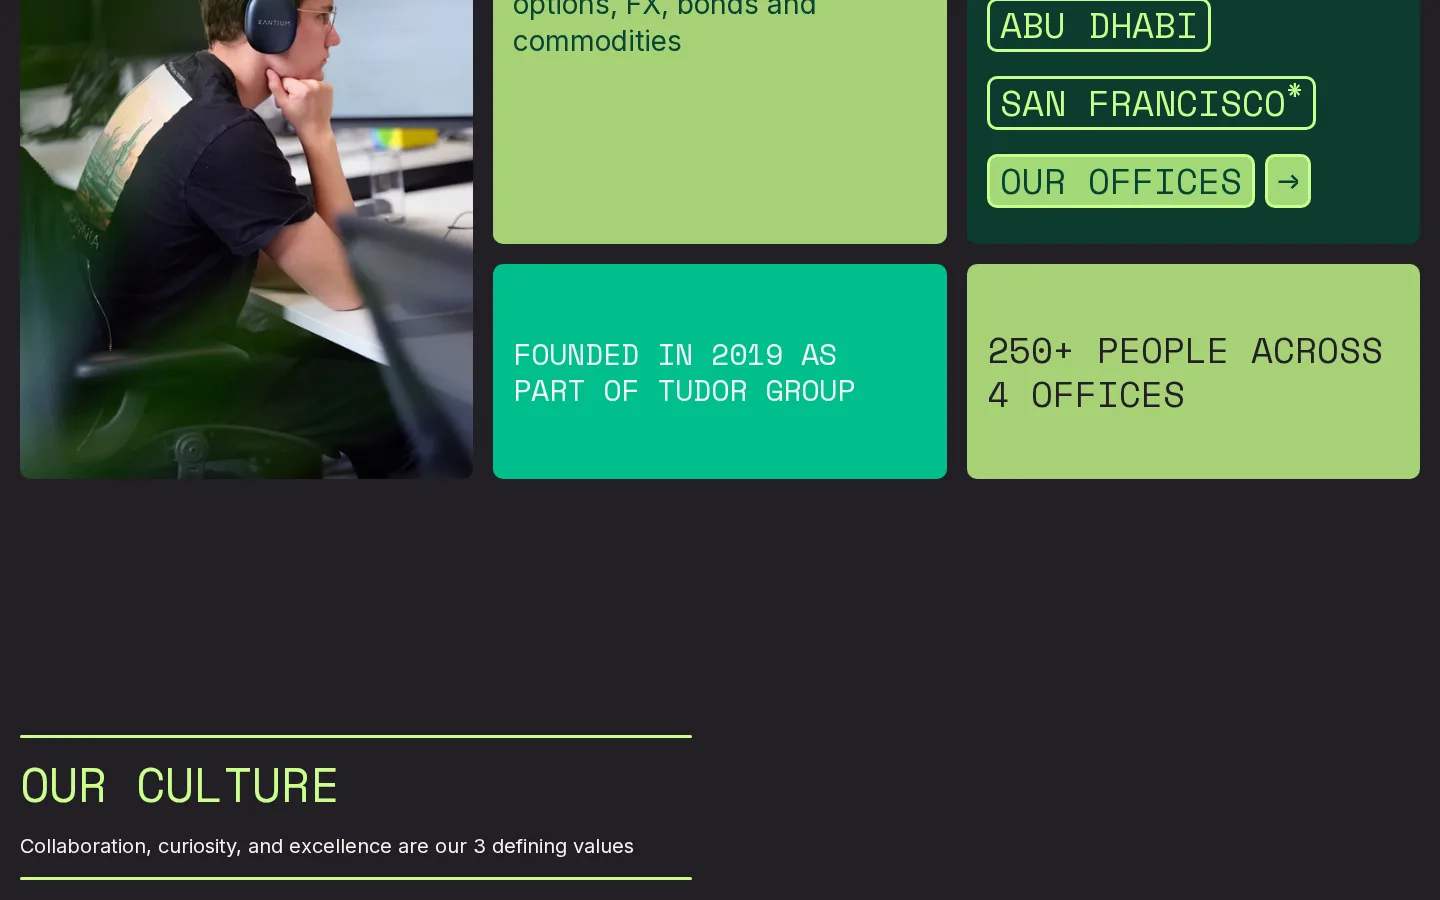 XANTIUM
options, FX, bonds and
commodities
ABU DHABI
SAN FRANCISCO*
OUR OFFICES →
FOUNDED IN 2019 AS
PART OF TUDOR GROUP
250+ PEOPLE ACROSS
4 OFFICES
OUR CULTURE
Collaboration, curiosity, and excellence are our 3 defining values